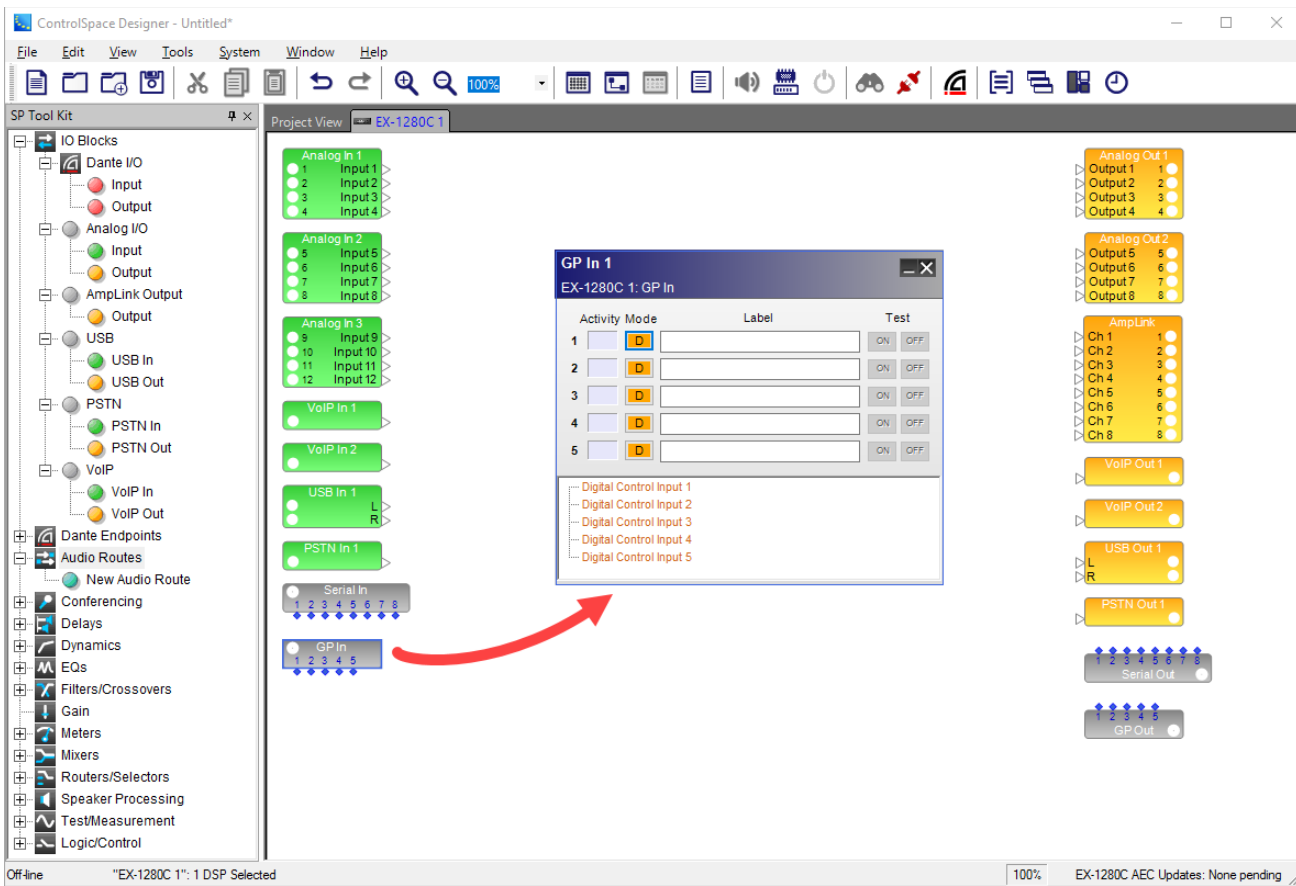 ControlSpace Designer - Untitled*
File Edit View Tools System Window Help
100%
SP Tool Kit
Project View EX-1280C 1
IO Blocks
Dante I/O
Input
Output
Analog I/O
Input
Output
AmpLink Output
Output
USB
USB In
USB Out
PSTN
PSTN In
PSTN Out
VoIP
VoIP In
VoIP Out
Dante Endpoints
Audio Routes
New Audio Route
Conferencing
Delays
Dynamics
EQs
Filters/Crossovers
Gain
Meters
Mixers
Routers/Selectors
Speaker Processing
Test/Measurement
Logic/Control
Analog In 1
1 Input 1
2 Input 2
3 Input 3
4 Input 4
Analog In 2
5 Input 5
6 Input 6
7 Input 7
8 Input 8
Analog In 3
9 Input 9
10 Input 10
11 Input 11
12 Input 12
VoIP In 1
VoIP In 2
USB In 1
L
R
PSTN In 1
Serial In
1 2 3 4 5 6 7 8
GP In
1 2 3 4 5
GP In 1
EX-1280C 1: GP In
Activity Mode Label Test
1 D ON OFF
2 D ON OFF
3 D ON OFF
4 D ON OFF
5 D ON OFF
Digital Control Input 1
Digital Control Input 2
Digital Control Input 3
Digital Control Input 4
Digital Control Input 5
Analog Out 1
Output 1 1
Output 2 2
Output 3 3
Output 4 4
Analog Out 2
Output 5 5
Output 6 6
Output 7 7
Output 8 8
AmpLink
Ch 1 1
Ch 2 2
Ch 3 3
Ch 4 4
Ch 5 5
Ch 6 6
Ch 7 7
Ch 8 8
VoIP Out 1
VoIP Out 2
USB Out 1
L
R
PSTN Out 1
1 2 3 4 5 6 7 8
Serial Out
1 2 3 4 5
GP Out
Off-line "EX-1280C 1": 1 DSP Selected 100% EX-1280C AEC Updates: None pending